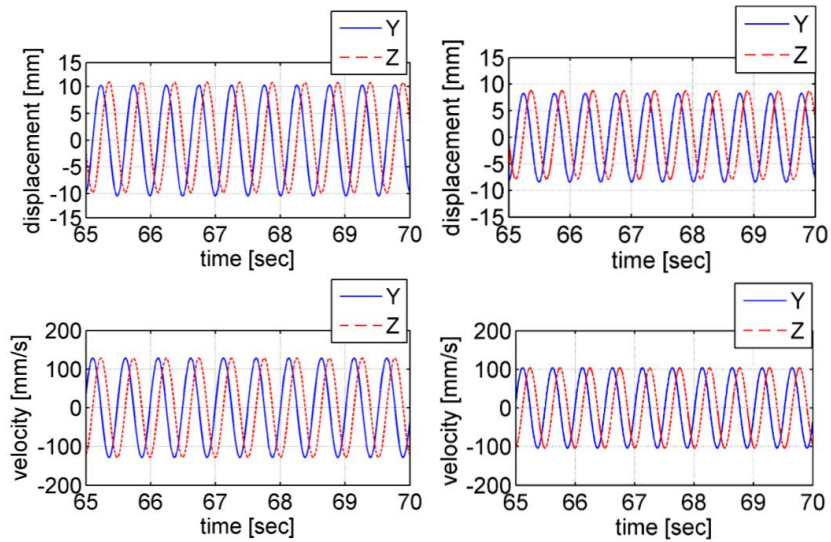 Y
Z
displacement [mm]
15
10
5
0
-5
-10
15
65 66 67 68 69 70
time [sec]
Y
Z
displacement [mm]
15
10
5
0
-5
-10
15
65 66 67 68 69 70
time [sec]
Y
Z
velocity [mm/s]
200
100
0
-100
-200
65 66 67 68 69 70
time [sec]
Y
Z
velocity [mm/s]
200
100
0
-100
-200
65 66 67 68 69 70
time [sec]